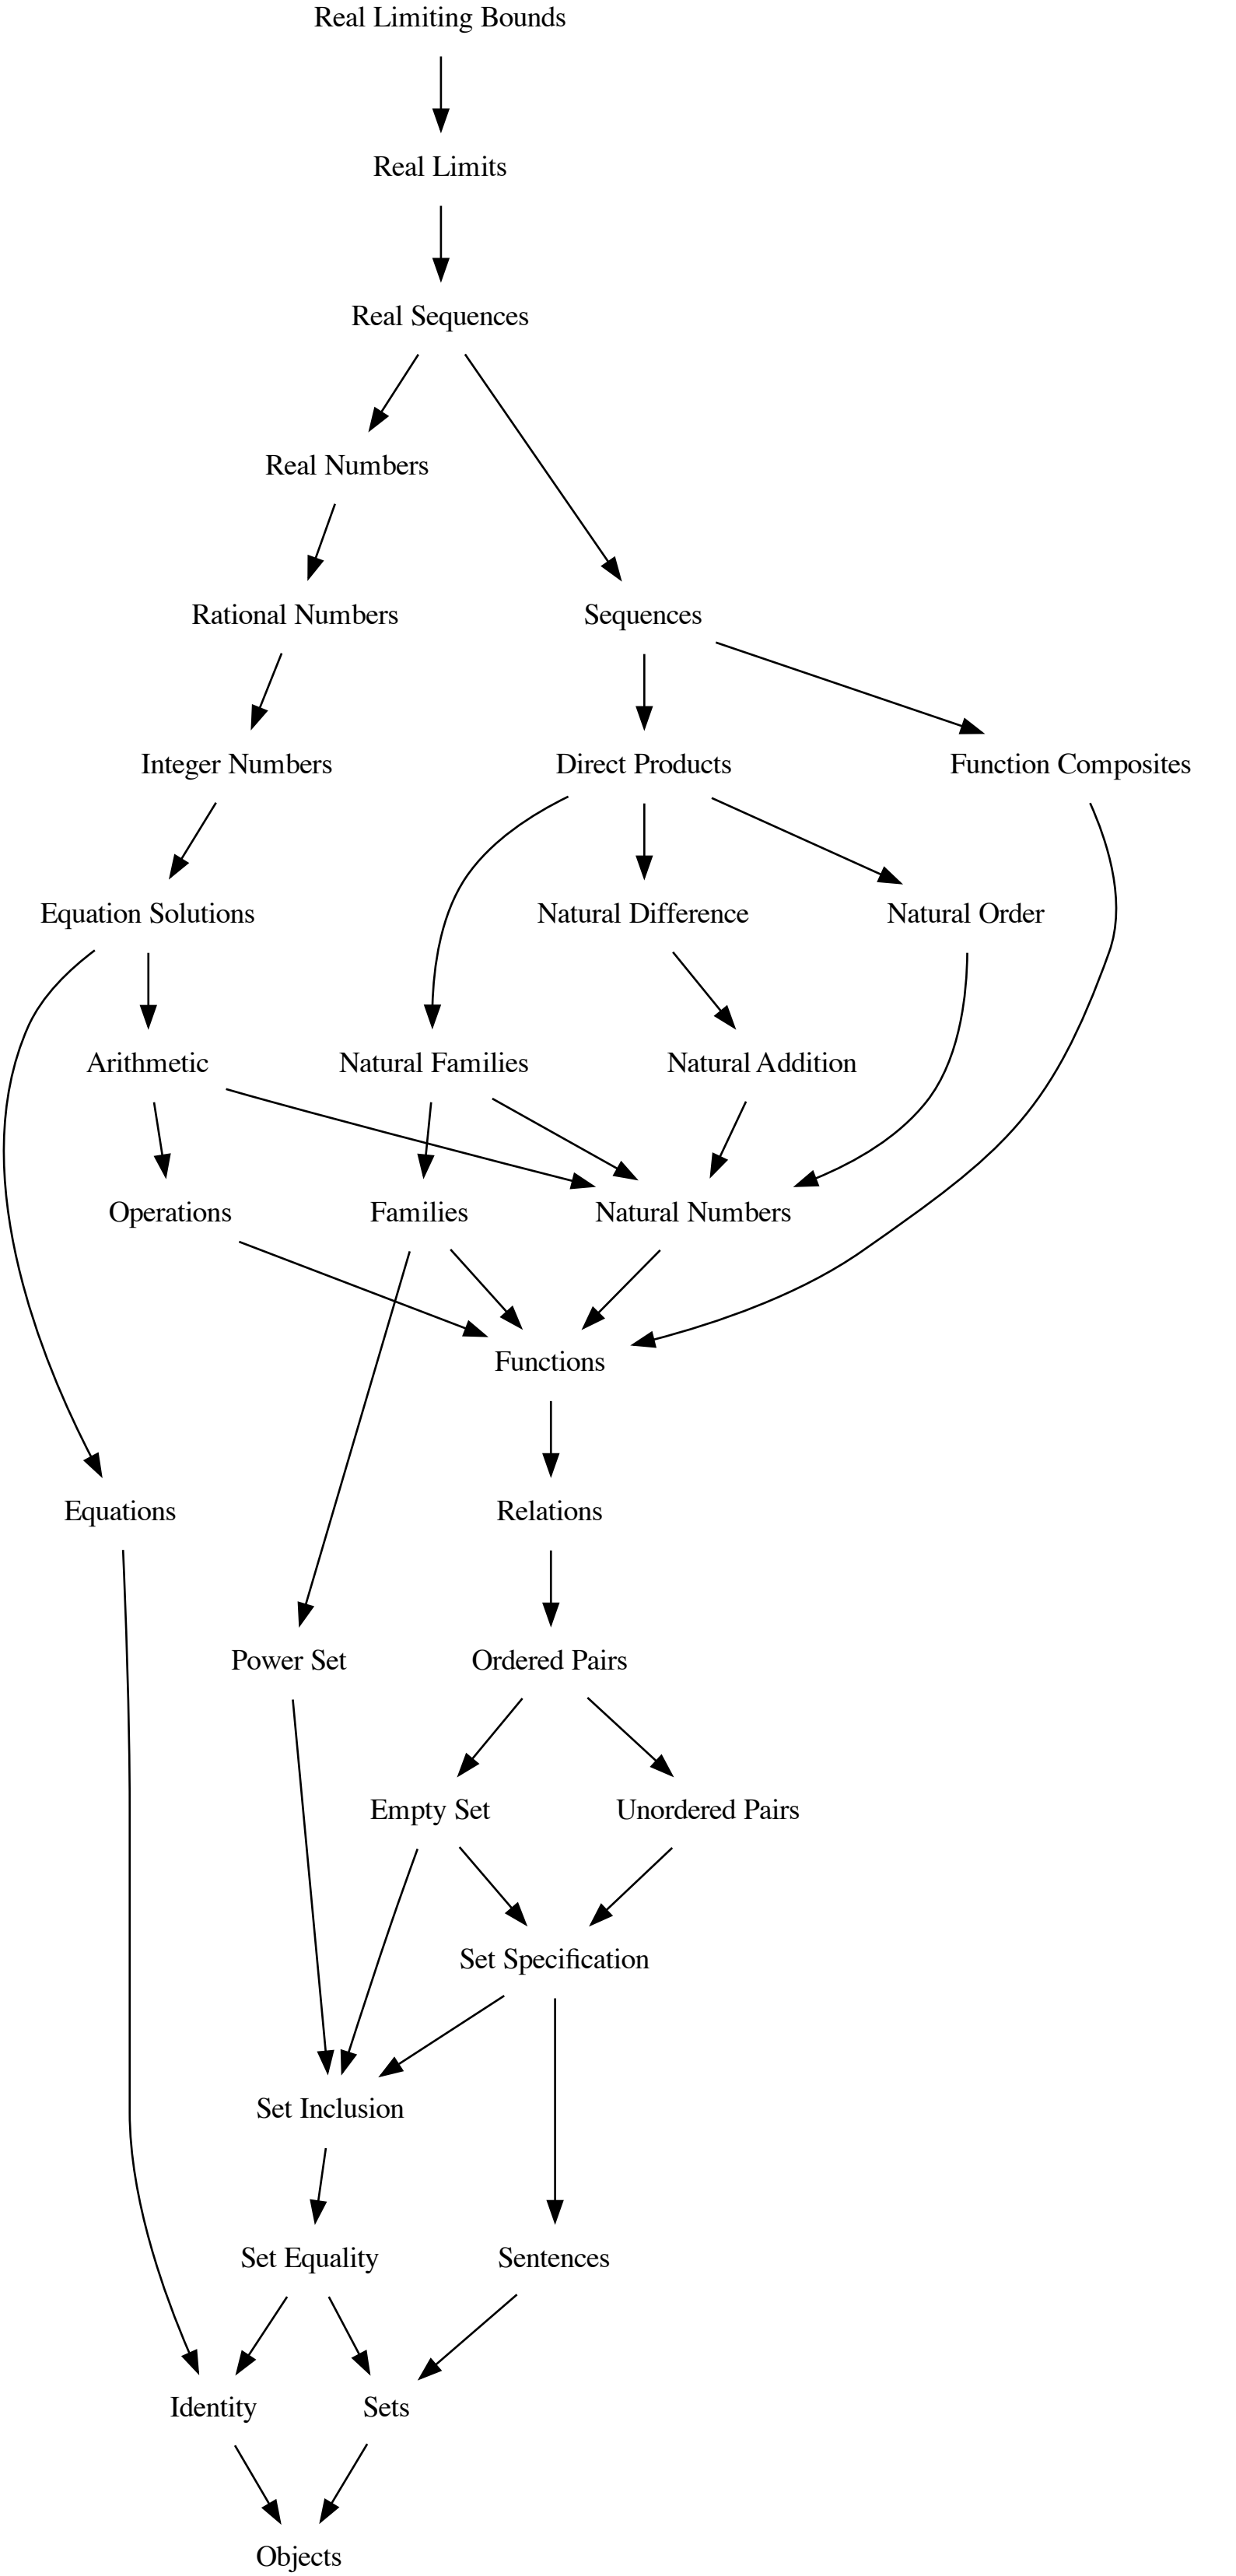 Real Limiting Bounds
Real Limits
Real Sequences
Real Numbers
Rational Numbers
Sequences
Integer Numbers
Direct Products
Function Composites
Equation Solutions
Natural Difference
Natural Order
Arithmetic
Natural Families
Natural Addition
Operations
Families
Natural Numbers
Functions
Equations
Relations
Power Set
Ordered Pairs
Empty Set
Unordered Pairs
Set Specification
Set Inclusion
Set Equality
Sentences
Identity
Sets
Objects